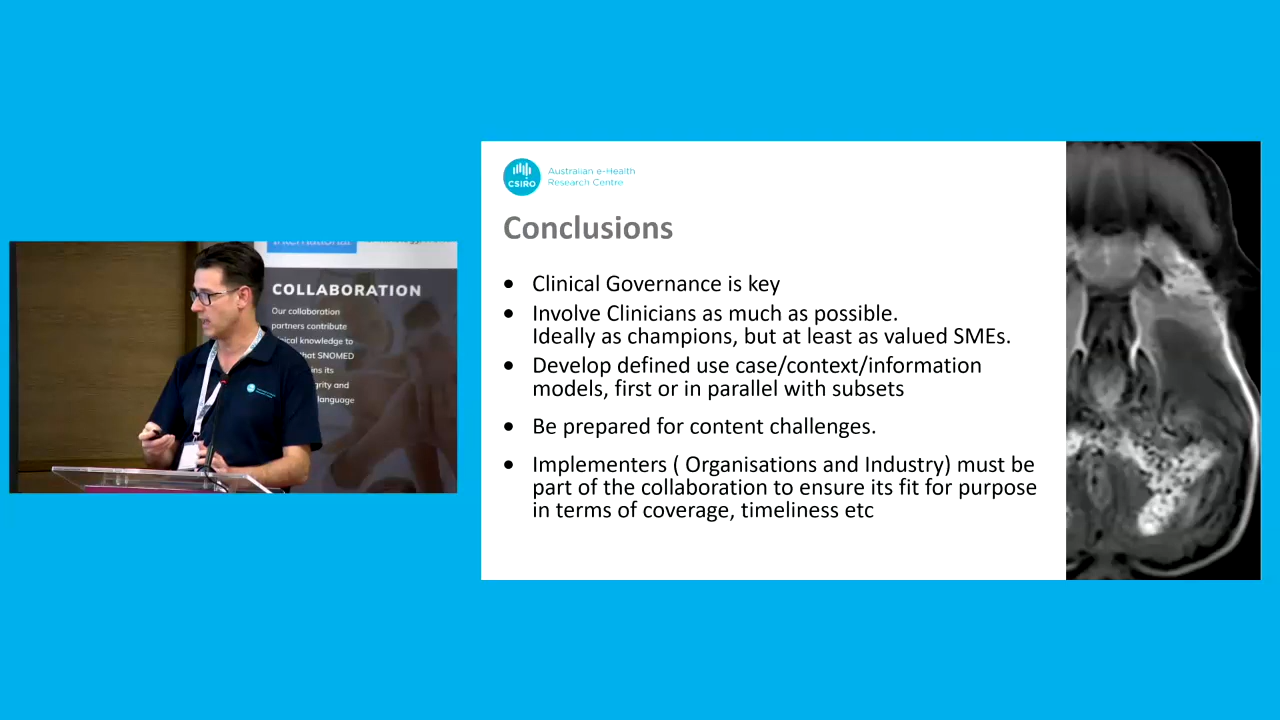 COLLABORATION
Our collaboration
partners contribute
knowledge to
that SNOMED
its
and
language
CSIRO
Australian e-Health
Research Centre
Conclusions
• Clinical Governance is key
• Involve Clinicians as much as possible.
Ideally as champions, but at least as valued SMEs.
• Develop defined use case/context/information
models, first or in parallel with subsets
• Be prepared for content challenges.
• Implementers ( Organisations and Industry) must be
part of the collaboration to ensure its fit for purpose
in terms of coverage, timeliness etc